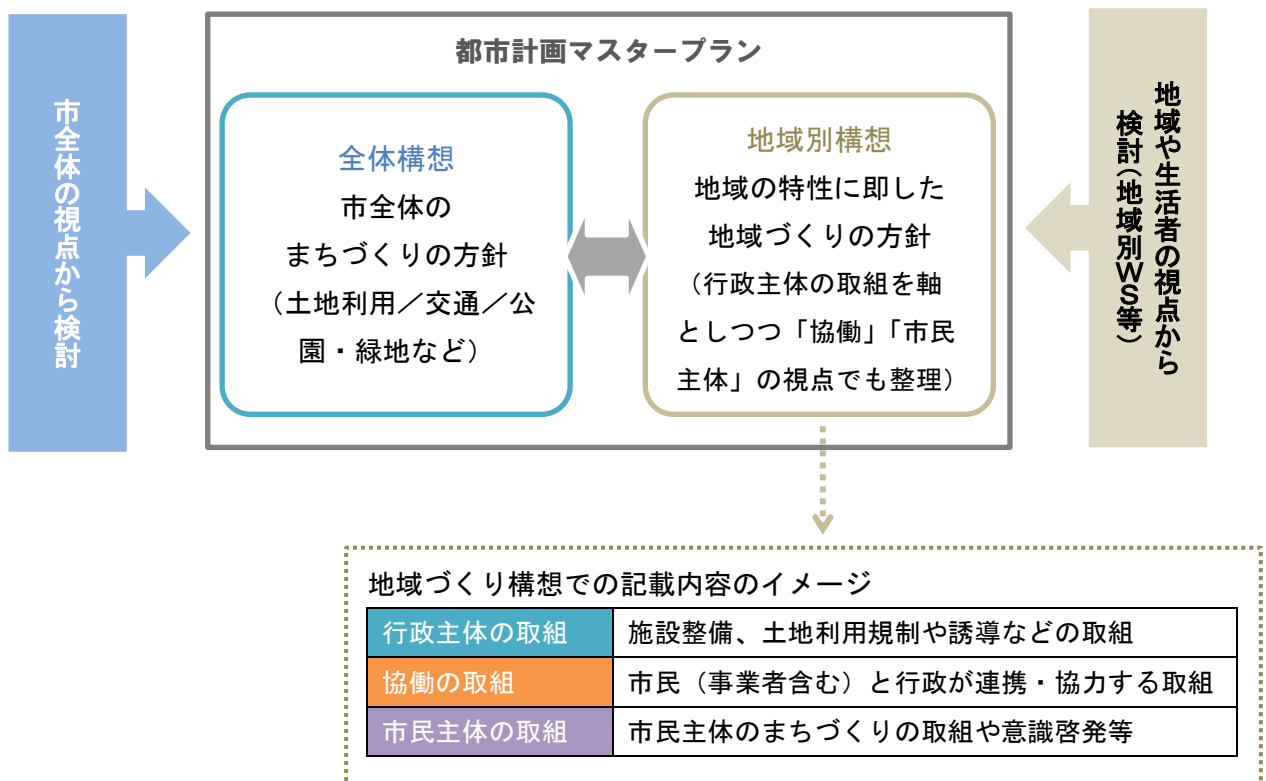 都市計画マスタープラン
市全体の視点から検討
全体構想
市全体の
まちづくりの方針
（土地利用／交通／公
園・緑地など）
地域別構想
地域の特性に即した
地域づくりの方針
（行政主体の取組を軸
としつつ「協働」「市民
主体」の視点でも整理）
地域や生活者の視点から
検討（地域別ＷＳ等）
地域づくり構想での記載内容のイメージ
行政主体の取組 施設整備、土地利用規制や誘導などの取組
協働の取組 市民（事業者含む）と行政が連携・協力する取組
市民主体の取組 市民主体のまちづくりの取組や意識啓発等